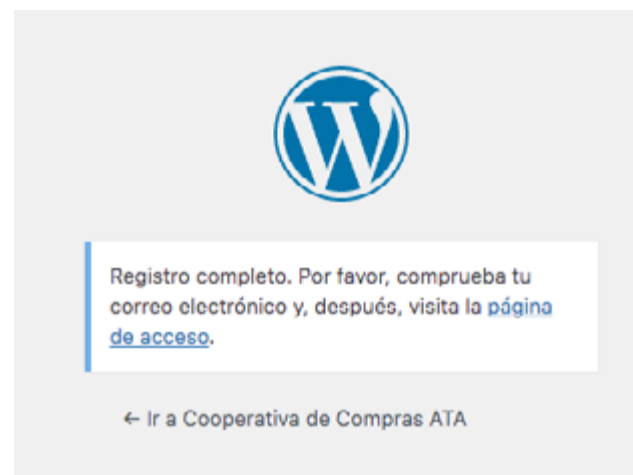 Registro completo. Por favor, comprueba tu
correo electrónico y, después, visita la página
de acceso.
← Ir a Cooperativa de Compras ATA